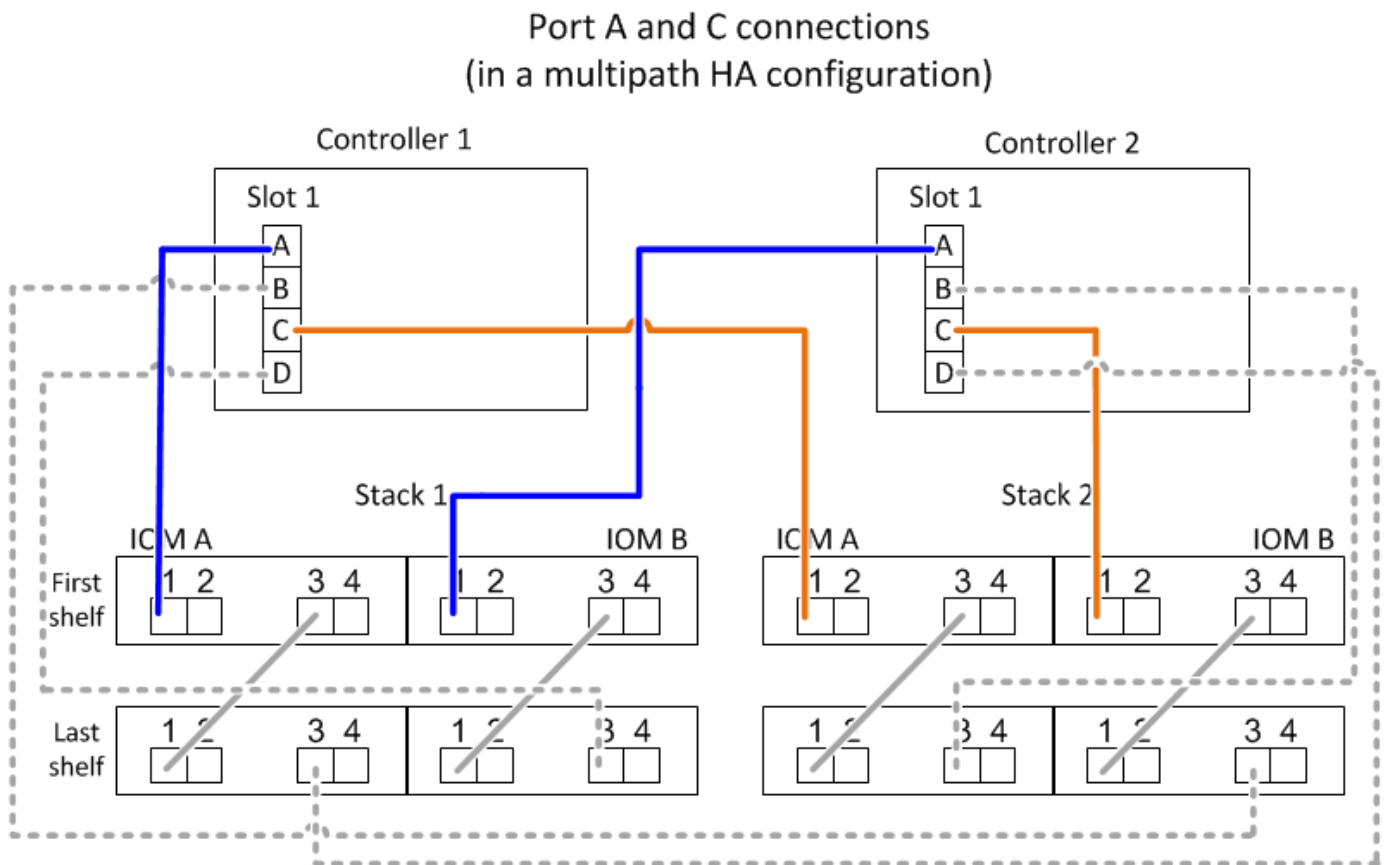 Port A and C connections
(in a multipath HA configuration)
Controller 1
Controller 2
Slot 1
Slot 1
A
A
B
B
C
C
D
D
Stack 1
Stack 2
IOM A
IOM B
IOM A
IOM B
First
shelf
1 2 3 4 1 2 3 4 1 2 3 4 1 2 3 4
Last
shelf
1 2 3 4 1 2 3 4 1 2 3 4 1 2 3 4